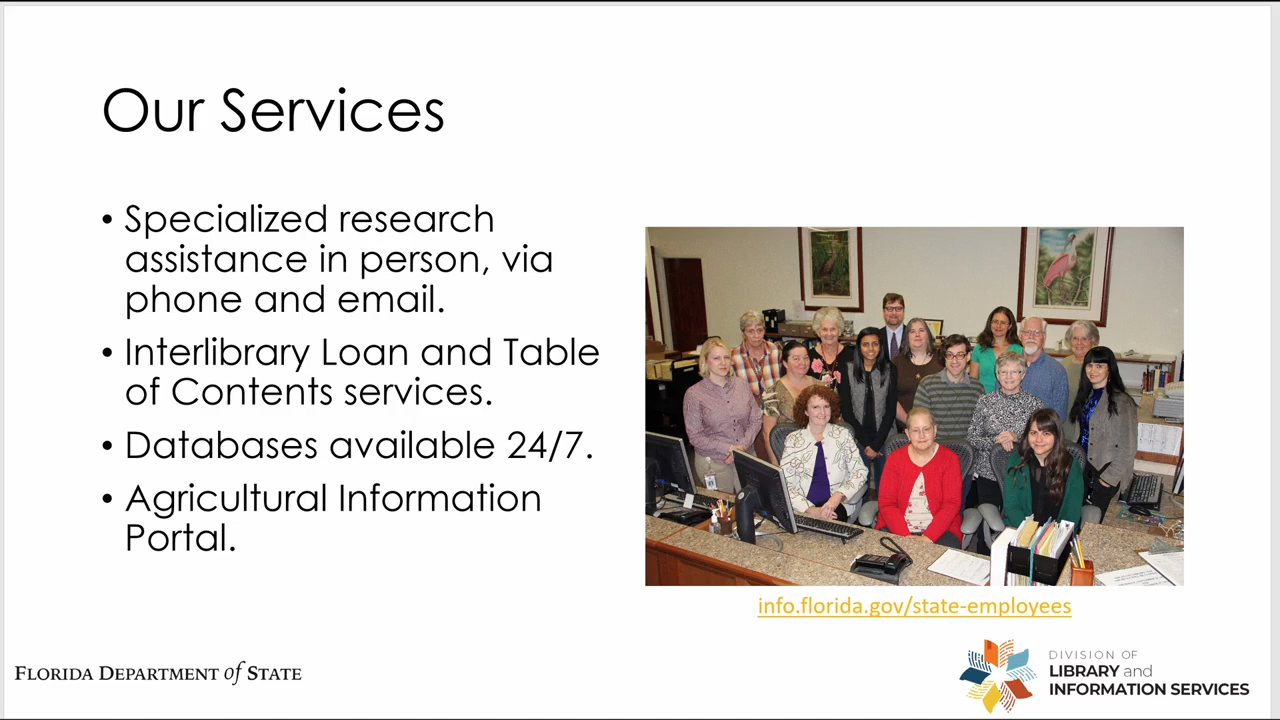 Our Services
• Specialized research
assistance in person, via
phone and email.
• Interlibrary Loan and Table
of Contents services.
• Databases available 24/7.
• Agricultural Information
Portal.
info.florida.gov/state-employees
FLORIDA DEPARTMENT of STATE
DIVISION OF
LIBRARY and
INFORMATION SERVICES